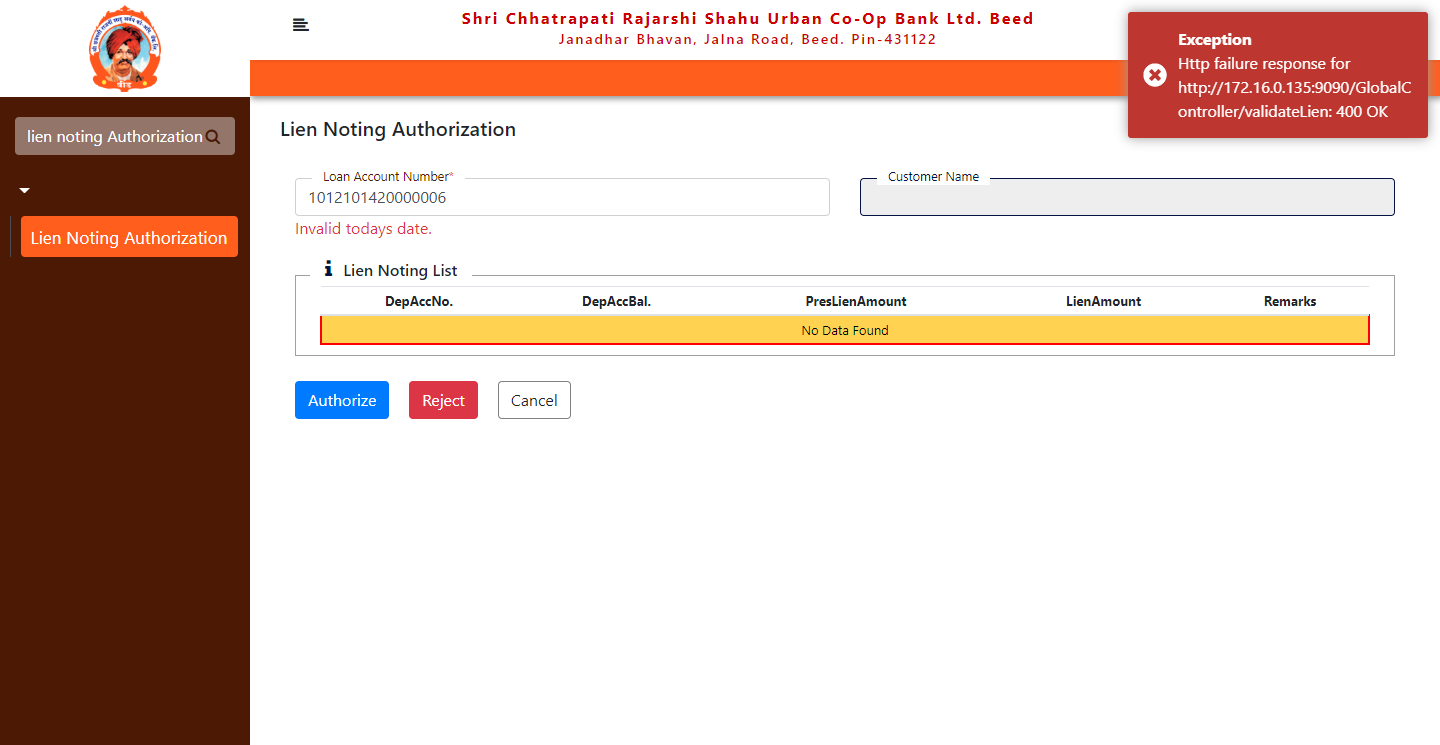 Shri Chhatrapati Rajarshi Shahu Urban Co-Op Bank Ltd. Beed
Janadhar Bhavan, Jalna Road, Beed. Pin-431122
Exception
Http failure response for
http://172.16.0.135:9090/GlobalC
ontroller/validateLien: 400 OK
lien noting Authorization
Lien Noting Authorization
Lien Noting Authorization
Loan Account Number*
1012101420000006
Customer Name
Invalid todays date.
Lien Noting List
DepAccNo. DepAccBal. PresLienAmount LienAmount Remarks
No Data Found
Authorize Reject Cancel